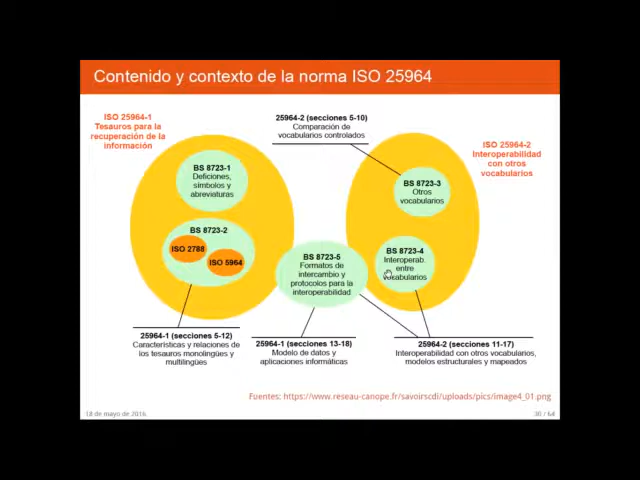 Contenido y contexto de la norma ISO 25964
ISO 25964-1
Tesauros para la
recuperación de la
información
25964-2 (secciones 5-10)
Comparación de
vocabularios controlados
ISO 25964-2
Interoperabilidad
con otros
vocabularios
BS 8723-1
Deficiones,
símbolos y
abreviaturas
BS 8723-3
Otros
vocabularios
BS 8723-2
ISO 2788
ISO 5964
BS 8723-5
Formatos de
intercambio y
protocolos para la
interoperabilidad
BS 8723-4
Interoperab.
entre
vocabularios
25964-1 (secciones 5-12)
Características y relaciones de
los tesauros monolingües y
multilingües
25964-1 (secciones 13-18)
Modelo de datos y
aplicaciones informáticas
25964-2 (secciones 11-17)
Interoperabilidad con otros vocabularios,
modelos estructurales y mapeados
Fuentes: https://www.reseau-canope.fr/savoirscdi/uploads/pics/image4_01.png
18 de mayo de 2016.
30 / 64